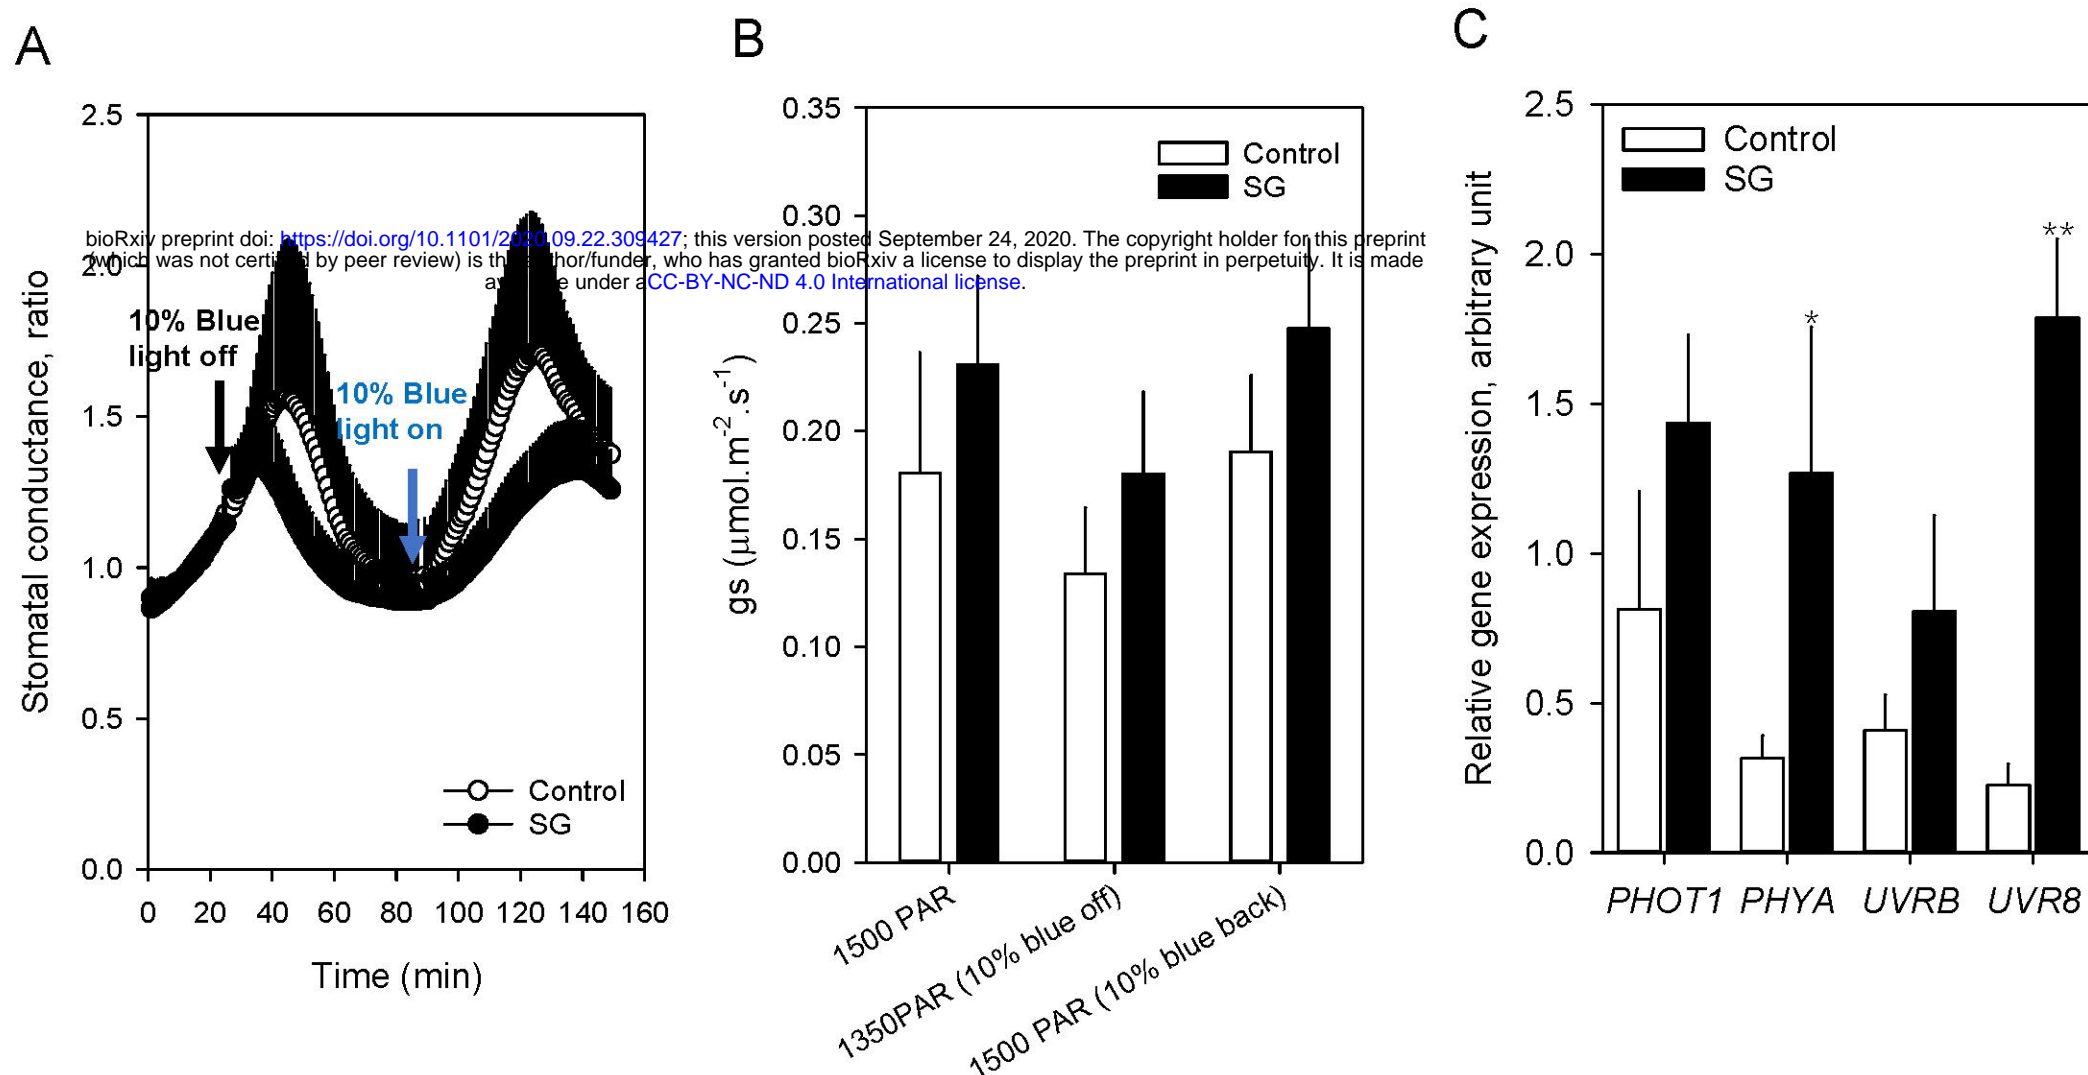 A
B
C
2.5
2.0
1.5
1.0
0.5
0.0
Stomatal conductance, ratio
10% Blue
light off
10% Blue
light on
Control
SG
0 20 40 60 80 100 120 140 160
Time (min)
bioRxiv preprint doi: https://doi.org/10.1101/2020.09.22.309427; this version posted September 24, 2020. The copyright holder for this preprint
(which was not certified by peer review) is the author/funder, who has granted bioRxiv a license to display the preprint in perpetuity. It is made
under aCC-BY-NC-ND 4.0 International license.
0.35
0.30
0.25
0.20
0.15
0.10
0.05
0.00
gs (μmol.m-2.s-1)
Control
SG
1500 PAR
1350PAR (10% blue off)
1500 PAR (10% blue back)
2.5
2.0
1.5
1.0
0.5
0.0
Relative gene expression, arbitrary unit
Control
SG
*
**
PHOT1 PHYA UVRB UVR8